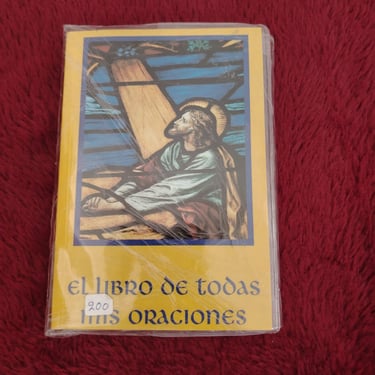 el libro de todas
mis oraciones
200